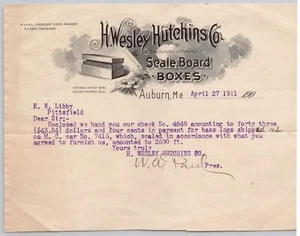 H. Wesley Hutchins Co.
Scale Board
BOXES
Auburn, Me April 27 1911 190
E. E. Libby
Pittsfield
Dear Sir;-
Enclosed we hand you our check No. 4849 amounting to forty three
($43.04) dollars and four cents in payment for bass logs shipped us
on M. C. car No. 7416, which, scaled in accordance with what you
agreed to furnish us, amounted to 2690 ft.
Yours truly
H. WESLEY HUTCHINS CO
Pres.